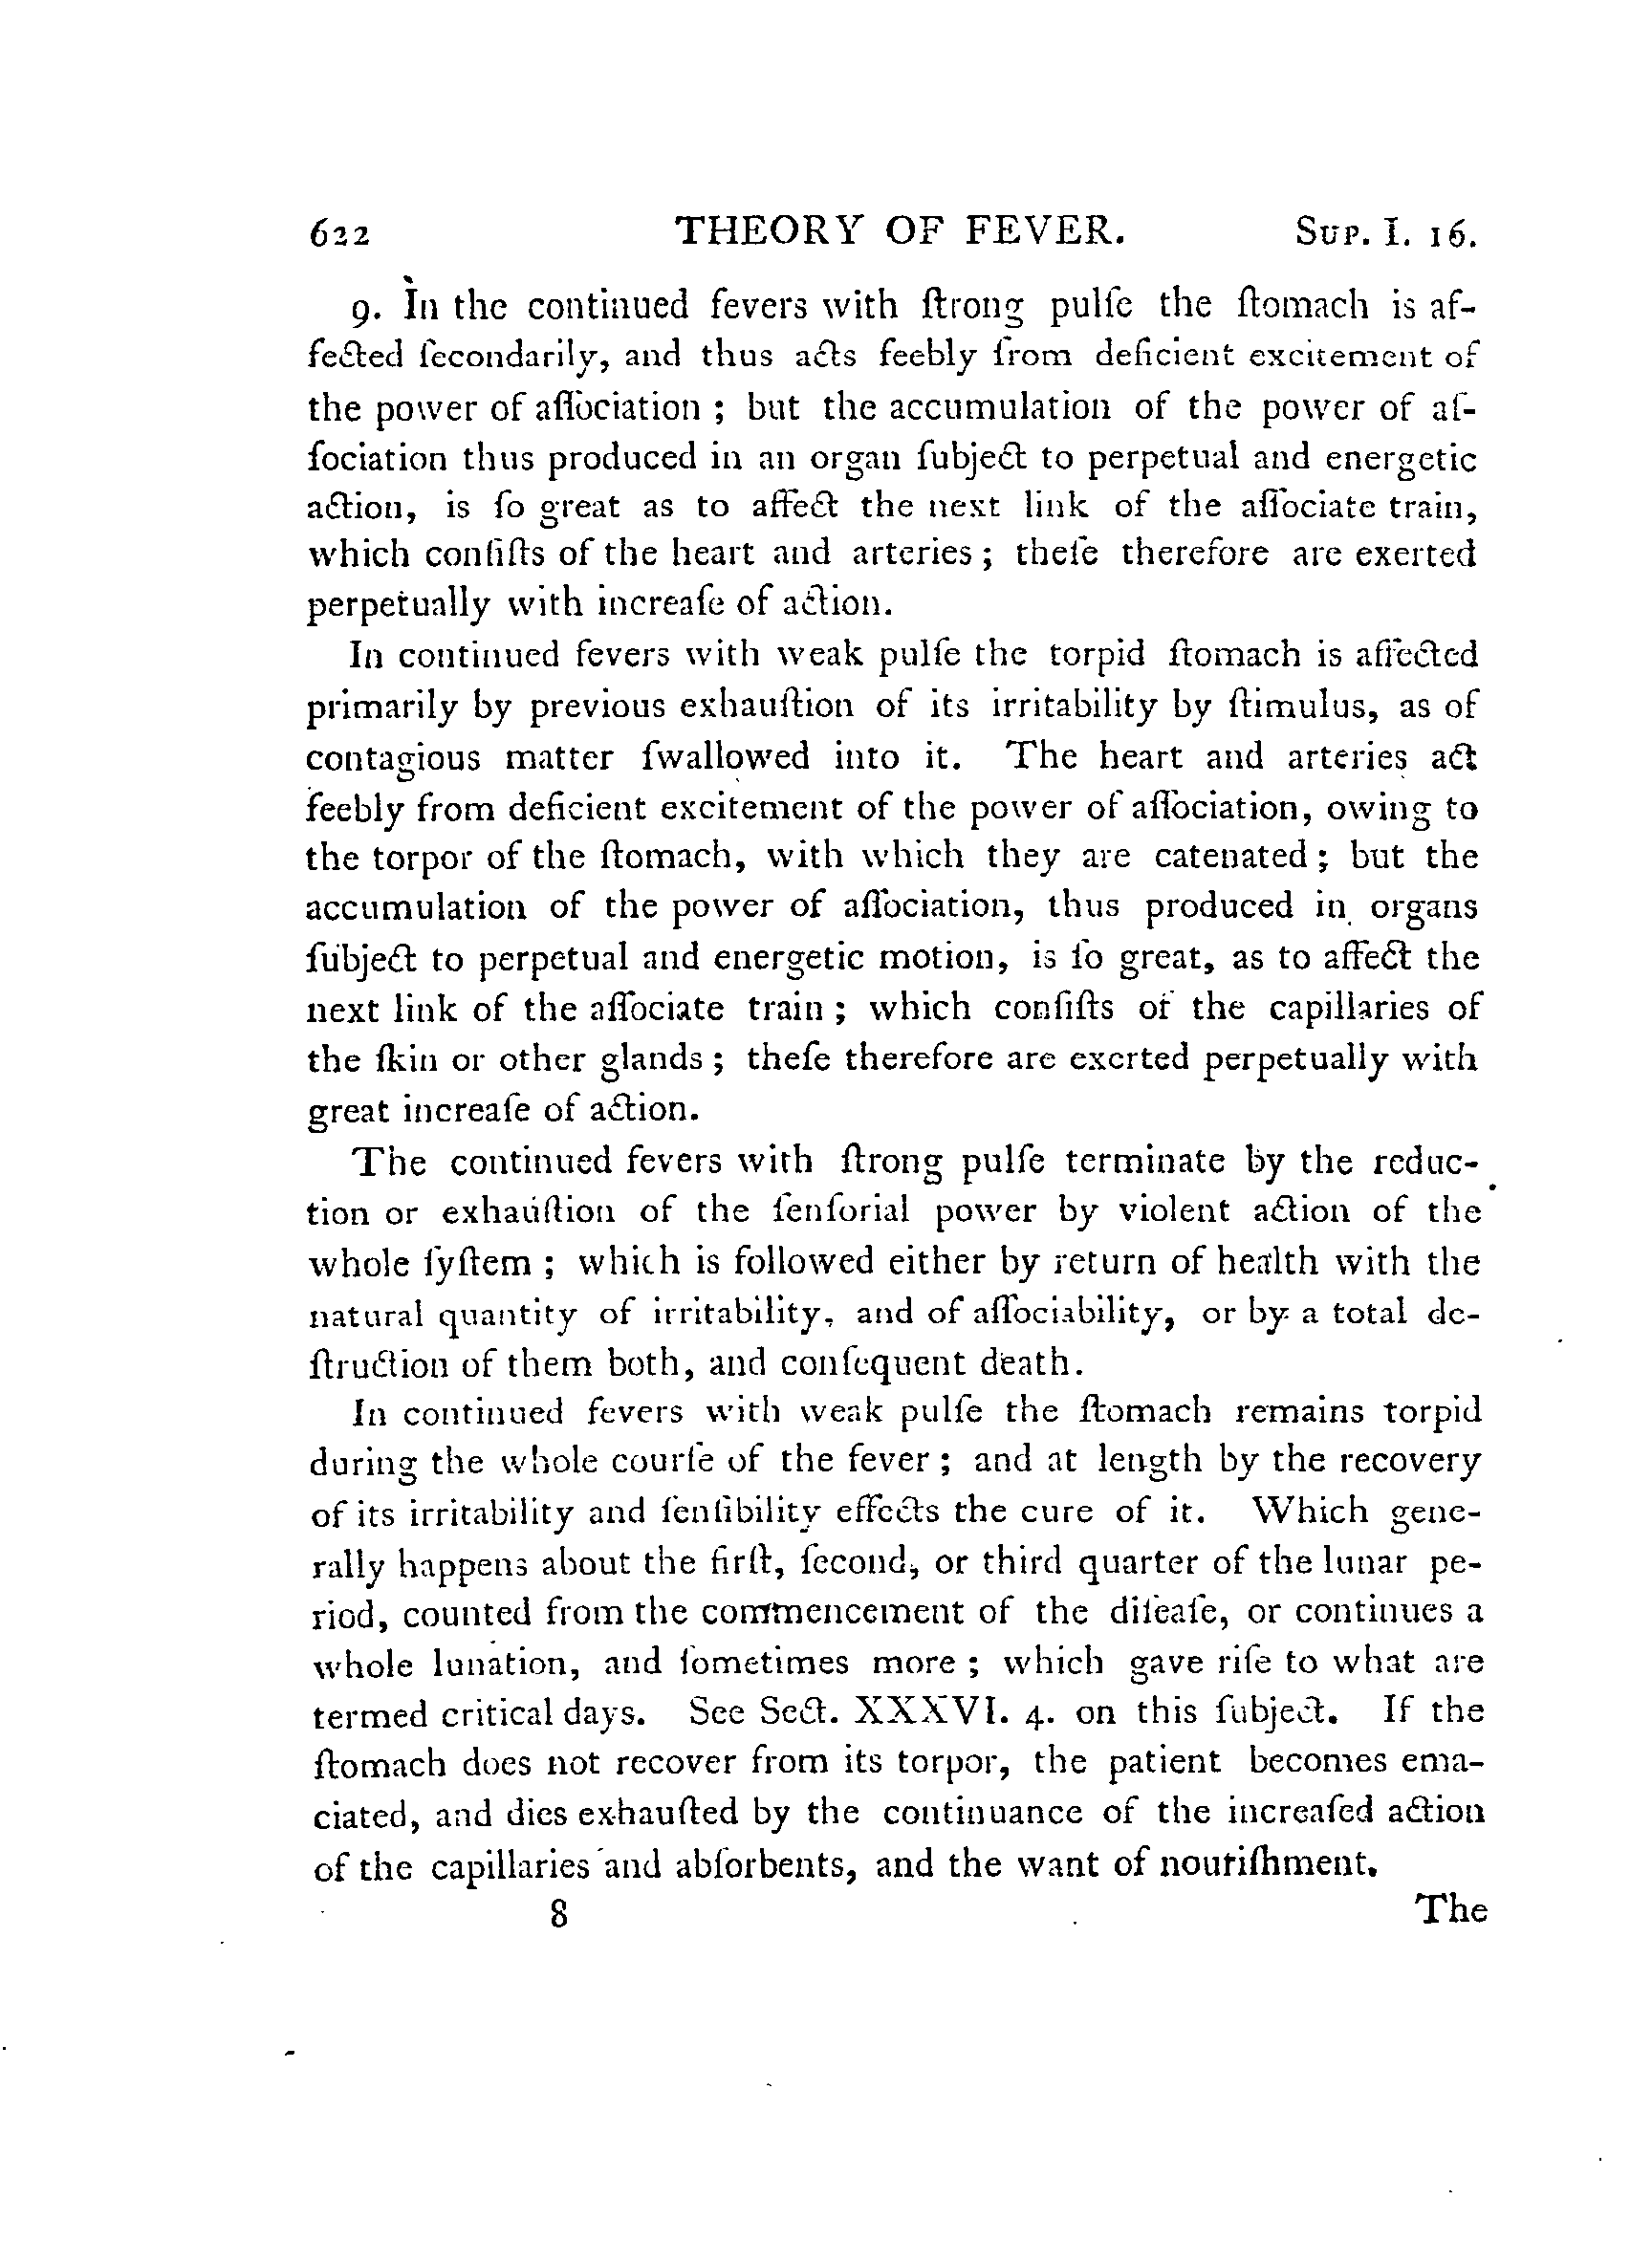 622 THEORY OF FEVER. SUP. I. 16.
9. In the continued fevers with ſtrong pulſe the ſtomach is af-
fected ſecondarily, and thus acts feebly from deficient excitement of
the power of aſſociation ; but the accumulation of the power of aſ-
ſociation thus produced in an organ ſubject to perpetual and energetic
action, is ſo great as to affect the next link of the aſſociate train,
which conſiſts of the heart and arteries ; theſe therefore are exerted
perpetually with increaſe of action.
In continued fevers with weak pulſe the torpid ſtomach is affected
primarily by previous exhauſtion of its irritability by ſtimulus, as of
contagious matter ſwallowed into it. The heart and arteries act
feebly from deficient excitement of the power of aſſociation, owing to
the torpor of the ſtomach, with which they are catenated ; but the
accumulation of the power of aſſociation, thus produced in organs
ſubject to perpetual and energetic motion, is ſo great, as to affect the
next link of the aſſociate train ; which conſiſts of the capillaries of
the ſkin or other glands ; theſe therefore are exerted perpetually with
great increaſe of action.
The continued fevers with ſtrong pulſe terminate by the reduc-
tion or exhauſtion of the ſenſorial power by violent action of the
whole ſyſtem ; which is followed either by return of health with the
natural quantity of irritability, and of aſſociability, or by a total de-
ſtruction of them both, and conſequent death.
In continued fevers with weak pulſe the ſtomach remains torpid
during the whole courſe of the fever ; and at length by the recovery
of its irritability and ſenſibility effects the cure of it. Which gene-
rally happens about the firſt, ſecond, or third quarter of the lunar pe-
riod, counted from the commencement of the diſeaſe, or continues a
whole lunation, and ſometimes more ; which gave riſe to what are
termed critical days. See Sect. XXXVI. 4. on this ſubject. If the
ſtomach does not recover from its torpor, the patient becomes ema-
ciated, and dies exhauſted by the continuance of the increaſed action
of the capillaries and abſorbents, and the want of nouriſhment.
8 The